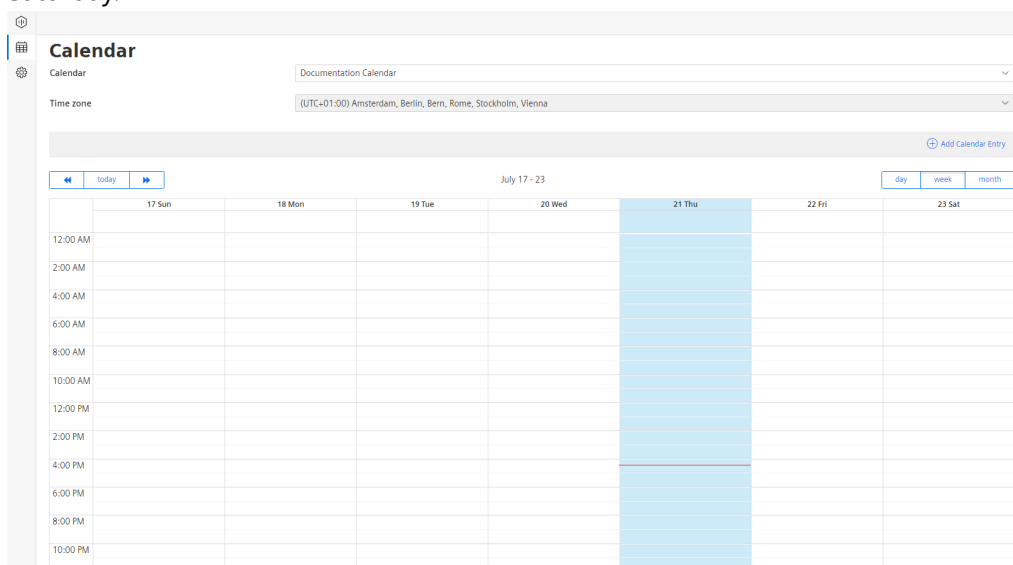 Saturday.
Calendar
Calendar Documentation Calendar
Time zone (UTC+01:00) Amsterdam, Berlin, Bern, Rome, Stockholm, Vienna
Add Calendar Entry
today July 17 - 23 day week month
17 Sun 18 Mon 19 Tue 20 Wed 21 Thu 22 Fri 23 Sat
12:00 AM
2:00 AM
4:00 AM
6:00 AM
8:00 AM
10:00 AM
12:00 PM
2:00 PM
4:00 PM
6:00 PM
8:00 PM
10:00 PM